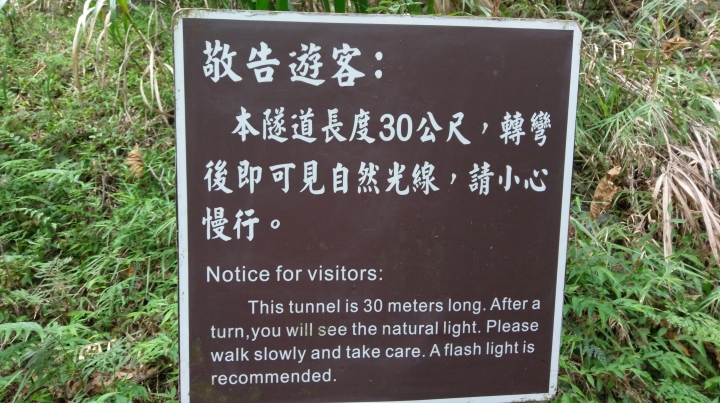 敬告遊客：
本隧道長度30公尺，轉彎
後即可見自然光線，請小心
慢行。
Notice for visitors:
This tunnel is 30 meters long. After a
turn,you will see the natural light. Please
walk slowly and take care. A flash light is
recommended.